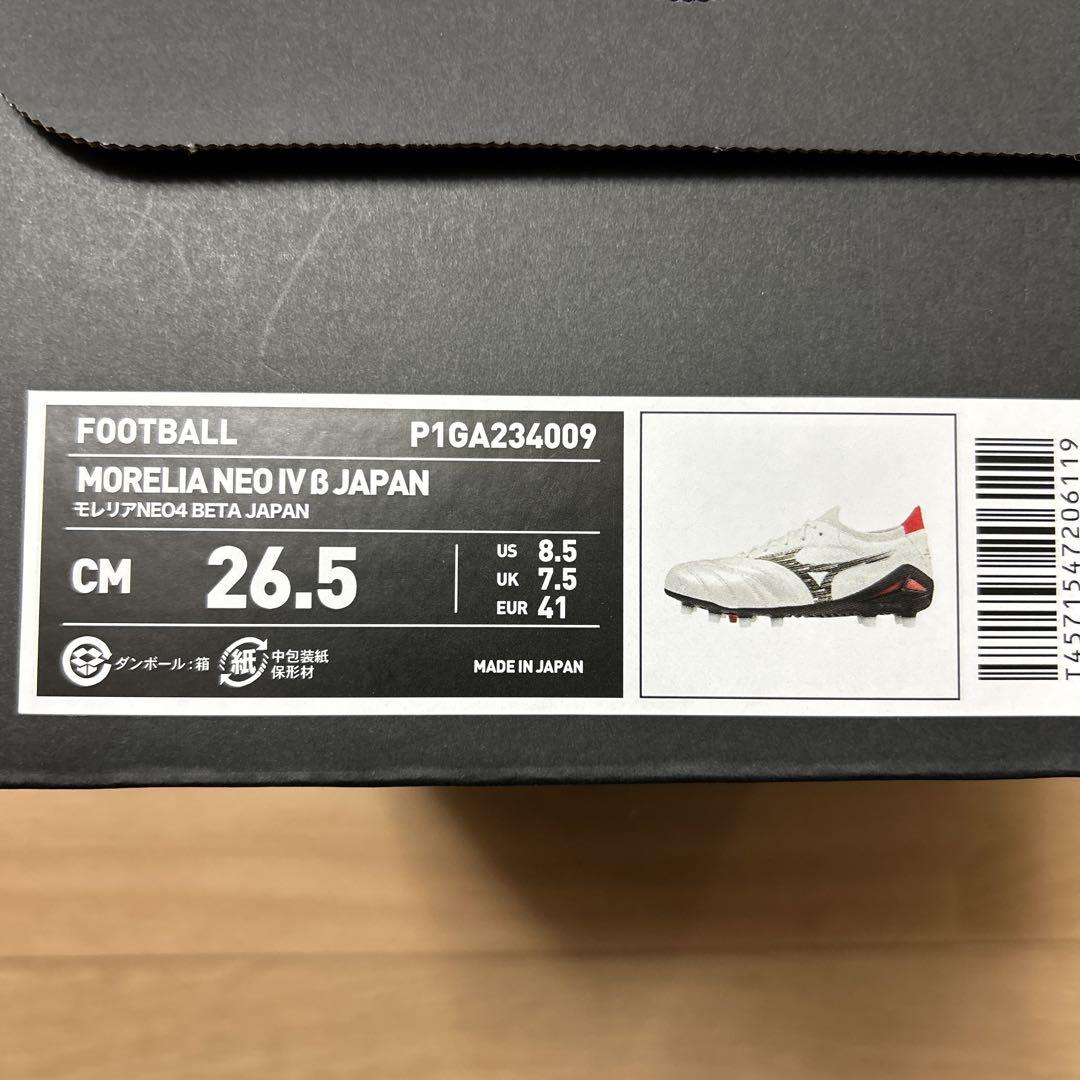 FOOTBALL P1GA234009
MORELIA NEO IV β JAPAN
モレリアNEO4 BETA JAPAN
CM 26.5
US 8.5
UK 7.5
EUR 41
ダンボール:箱
紙 中包装紙
保形材
MADE IN JAPAN
T4571547206119